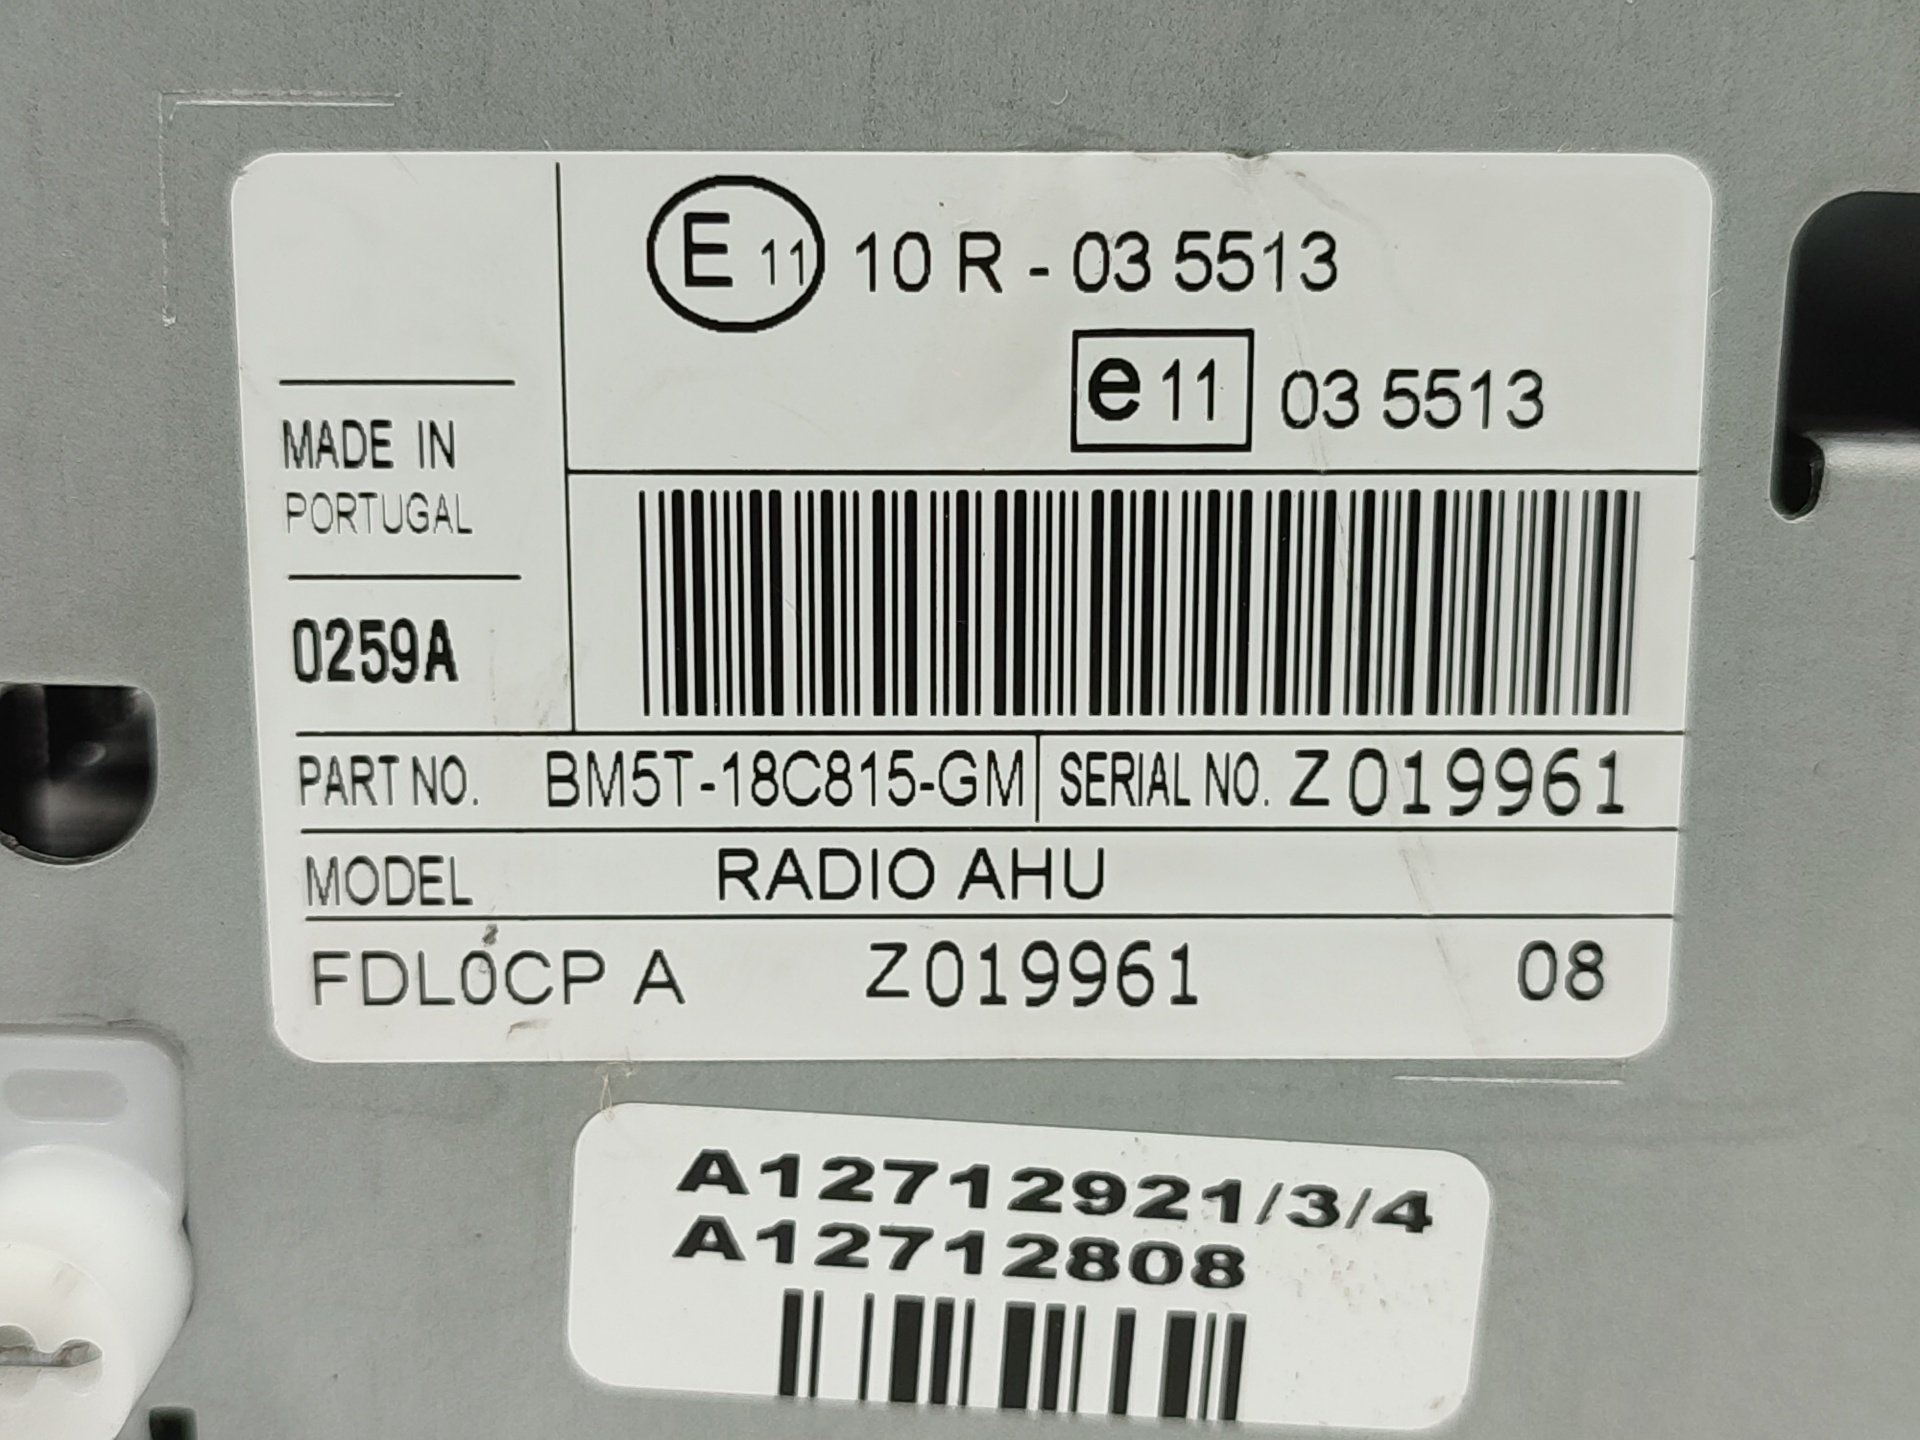 E 11 10 R - 03 5513
e 11 03 5513
MADE IN
PORTUGAL
0259A
PART NO. BM5T-18C815-GM SERIAL NO. Z019961
MODEL RADIO AHU
FDL0CP A Z019961 08
A12712921/3/4
A12712808